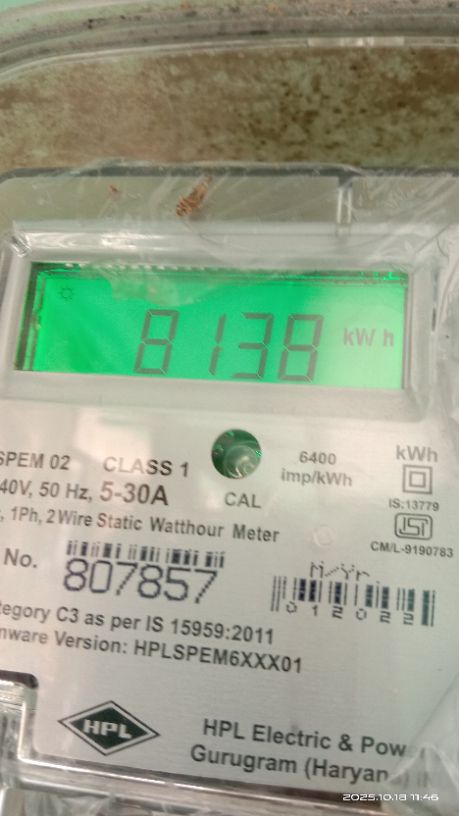 8138 kWh
SPEM 02 CLASS 1
6400 imp/kWh
kWh
40V, 50 Hz, 5-30A
CAL
IS:13779
1Ph, 2 Wire Static Watthour Meter
CM/L-9190783
No. 807857
M/Yr
012022
tegory C3 as per IS 15959:2011
mware Version: HPLSPEM6XXX01
HPL
HPL Electric & Powe
Gurugram (Haryan
2025.10.18 11:46